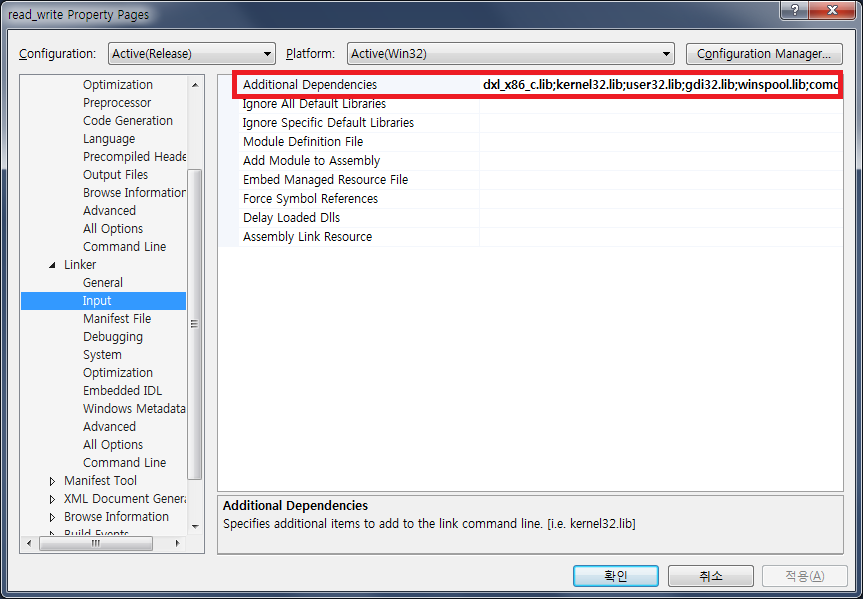 read_write Property Pages
Configuration: Active(Release) Platform: Active(Win32) Configuration Manager...
Optimization
Preprocessor
Code Generation
Language
Precompiled Heade
Output Files
Browse Information
Advanced
All Options
Command Line
Linker
General
Input
Manifest File
Debugging
System
Optimization
Embedded IDL
Windows Metadata
Advanced
All Options
Command Line
Manifest Tool
XML Document Genera
Browse Information
Build Events
Additional Dependencies dxl_x86_c.lib;kernel32.lib;user32.lib;gdi32.lib;winspool.lib;comd
Ignore All Default Libraries
Ignore Specific Default Libraries
Module Definition File
Add Module to Assembly
Embed Managed Resource File
Force Symbol References
Delay Loaded Dlls
Assembly Link Resource
Additional Dependencies
Specifies additional items to add to the link command line. [i.e. kernel32.lib]
확인 취소 적용(A)